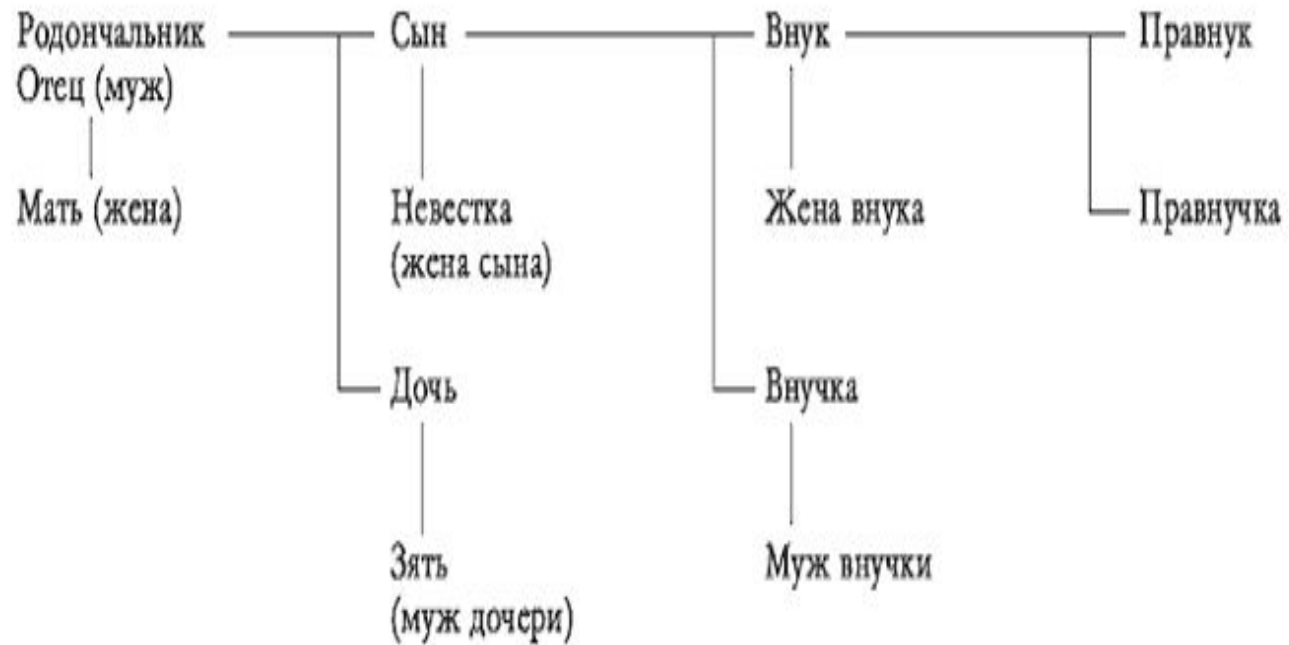 Родончальник
Отец (муж)
Сын
Внук
Правнук
Мать (жена)
Невестка
(жена сына)
Жена внука
Правнучка
Дочь
Внучка
Зять
(муж дочери)
Муж внучки